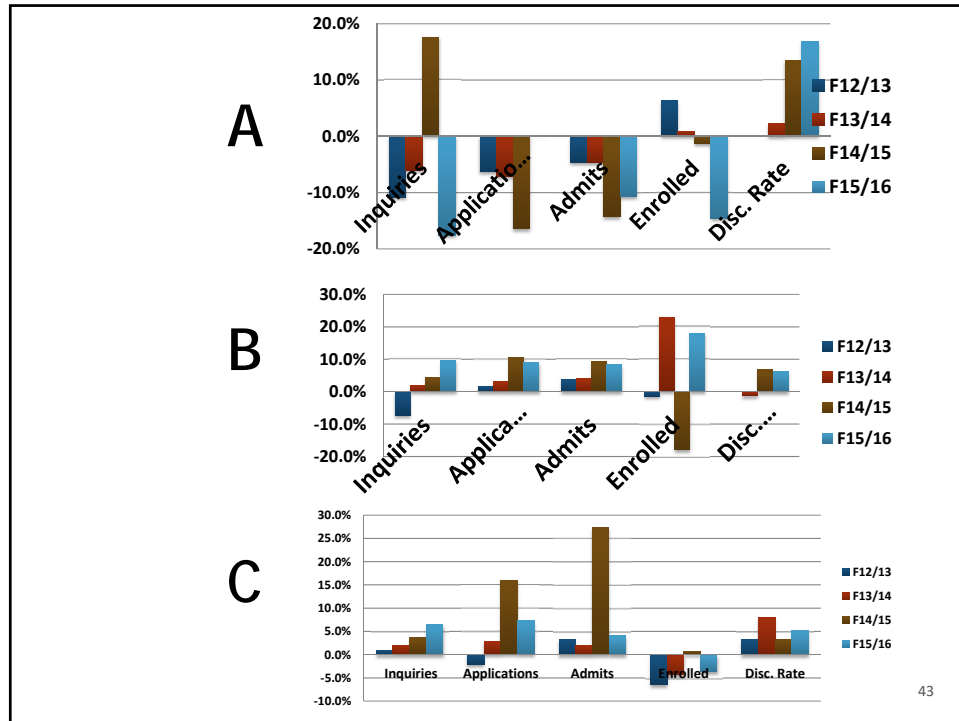 A
20.0%
10.0%
0.0%
-10.0%
-20.0%
Inquiries
Applicatio...
Admits
Enrolled
Disc. Rate
F12/13
F13/14
F14/15
F15/16
B
30.0%
20.0%
10.0%
0.0%
-10.0%
-20.0%
Inquiries
Applica...
Admits
Enrolled
Disc....
F12/13
F13/14
F14/15
F15/16
C
30.0%
25.0%
20.0%
15.0%
10.0%
5.0%
0.0%
-5.0%
-10.0%
Inquiries Applications Admits Enrolled Disc. Rate
F12/13
F13/14
F14/15
F15/16
43